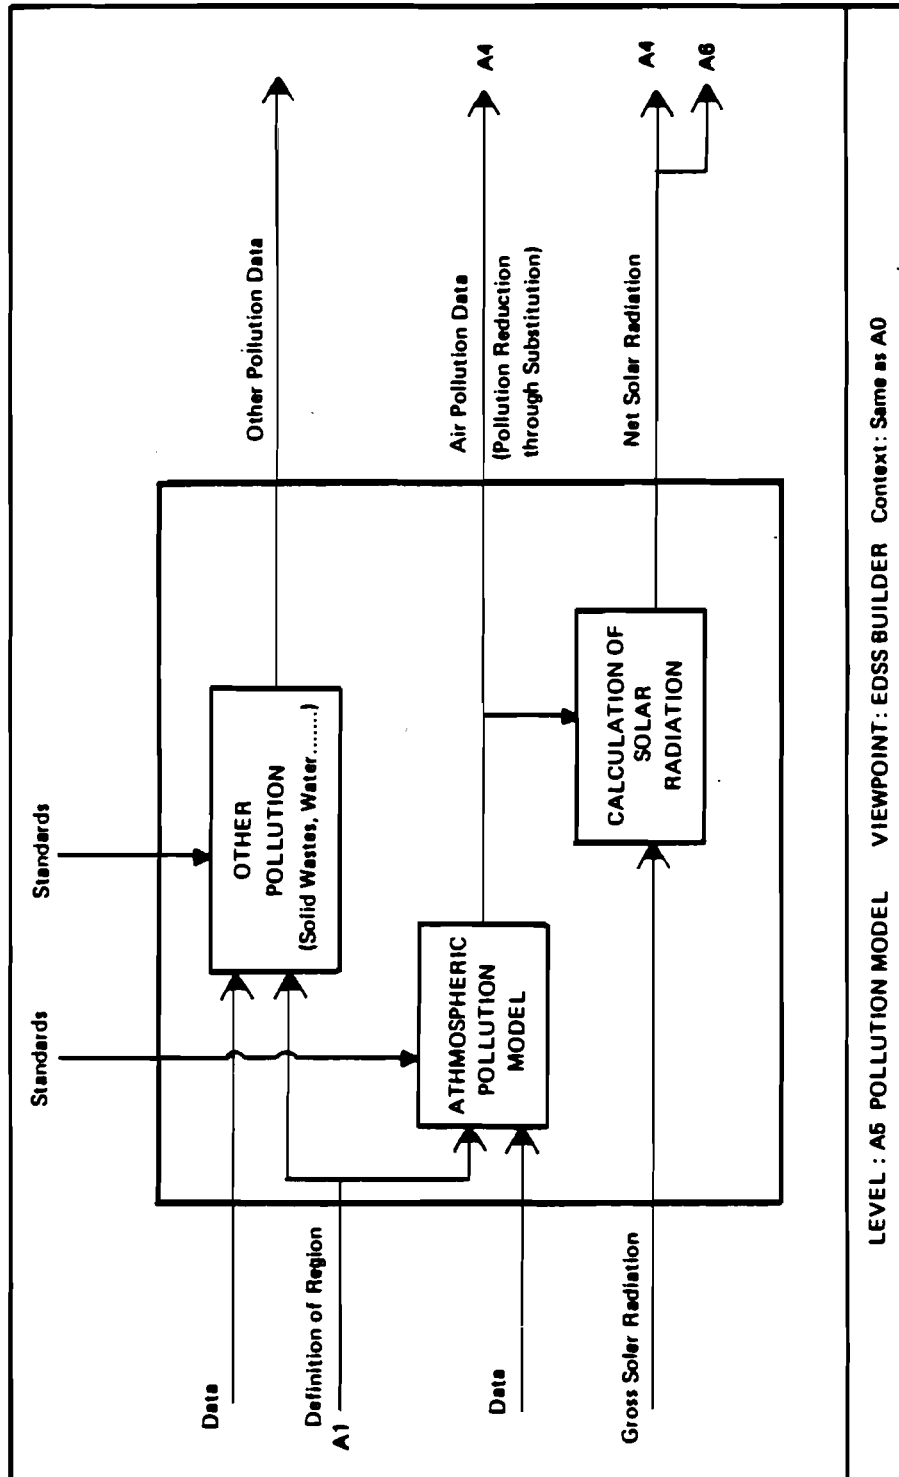 Standards
Standards
Data
Definition of Region
A1
Data
Gross Soler Radiation
OTHER
POLLUTION
(Solid Wastes, Water.......)
ATHMOSPHERIC
POLLUTION
MODEL
CALCULATION OF
SOLAR
RADIATION
Other Pollution Data
Air Pollution Data
(Pollution Reduction
through Substitution)
Net Solar Radiation
A4
A4
A6
LEVEL : A5 POLLUTION MODEL VIEWPOINT: EDSS BUILDER Context: Same as A0